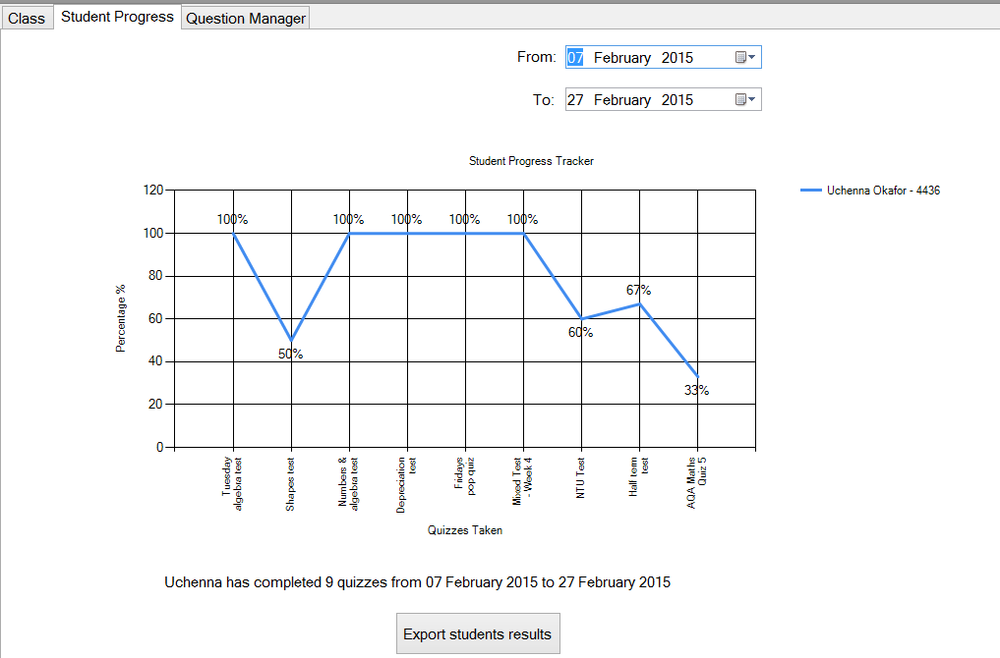 Class Student Progress Question Manager
From: 07 February 2015
To: 27 February 2015
Student Progress Tracker
Uchenna Okafor - 4436
Percentage %
120
100
80
60
40
20
0
100%
50%
100%
100%
100%
100%
60%
67%
33%
Tuesday
algebra test
Shapes test
Numbers &
algebra test
Depreciation
test
Fridays
pop quiz
Mixed Test
- Week 4
NTU Test
Half term
test
AQA Maths
Quiz 5
Quizzes Taken
Uchenna has completed 9 quizzes from 07 February 2015 to 27 February 2015
Export students results